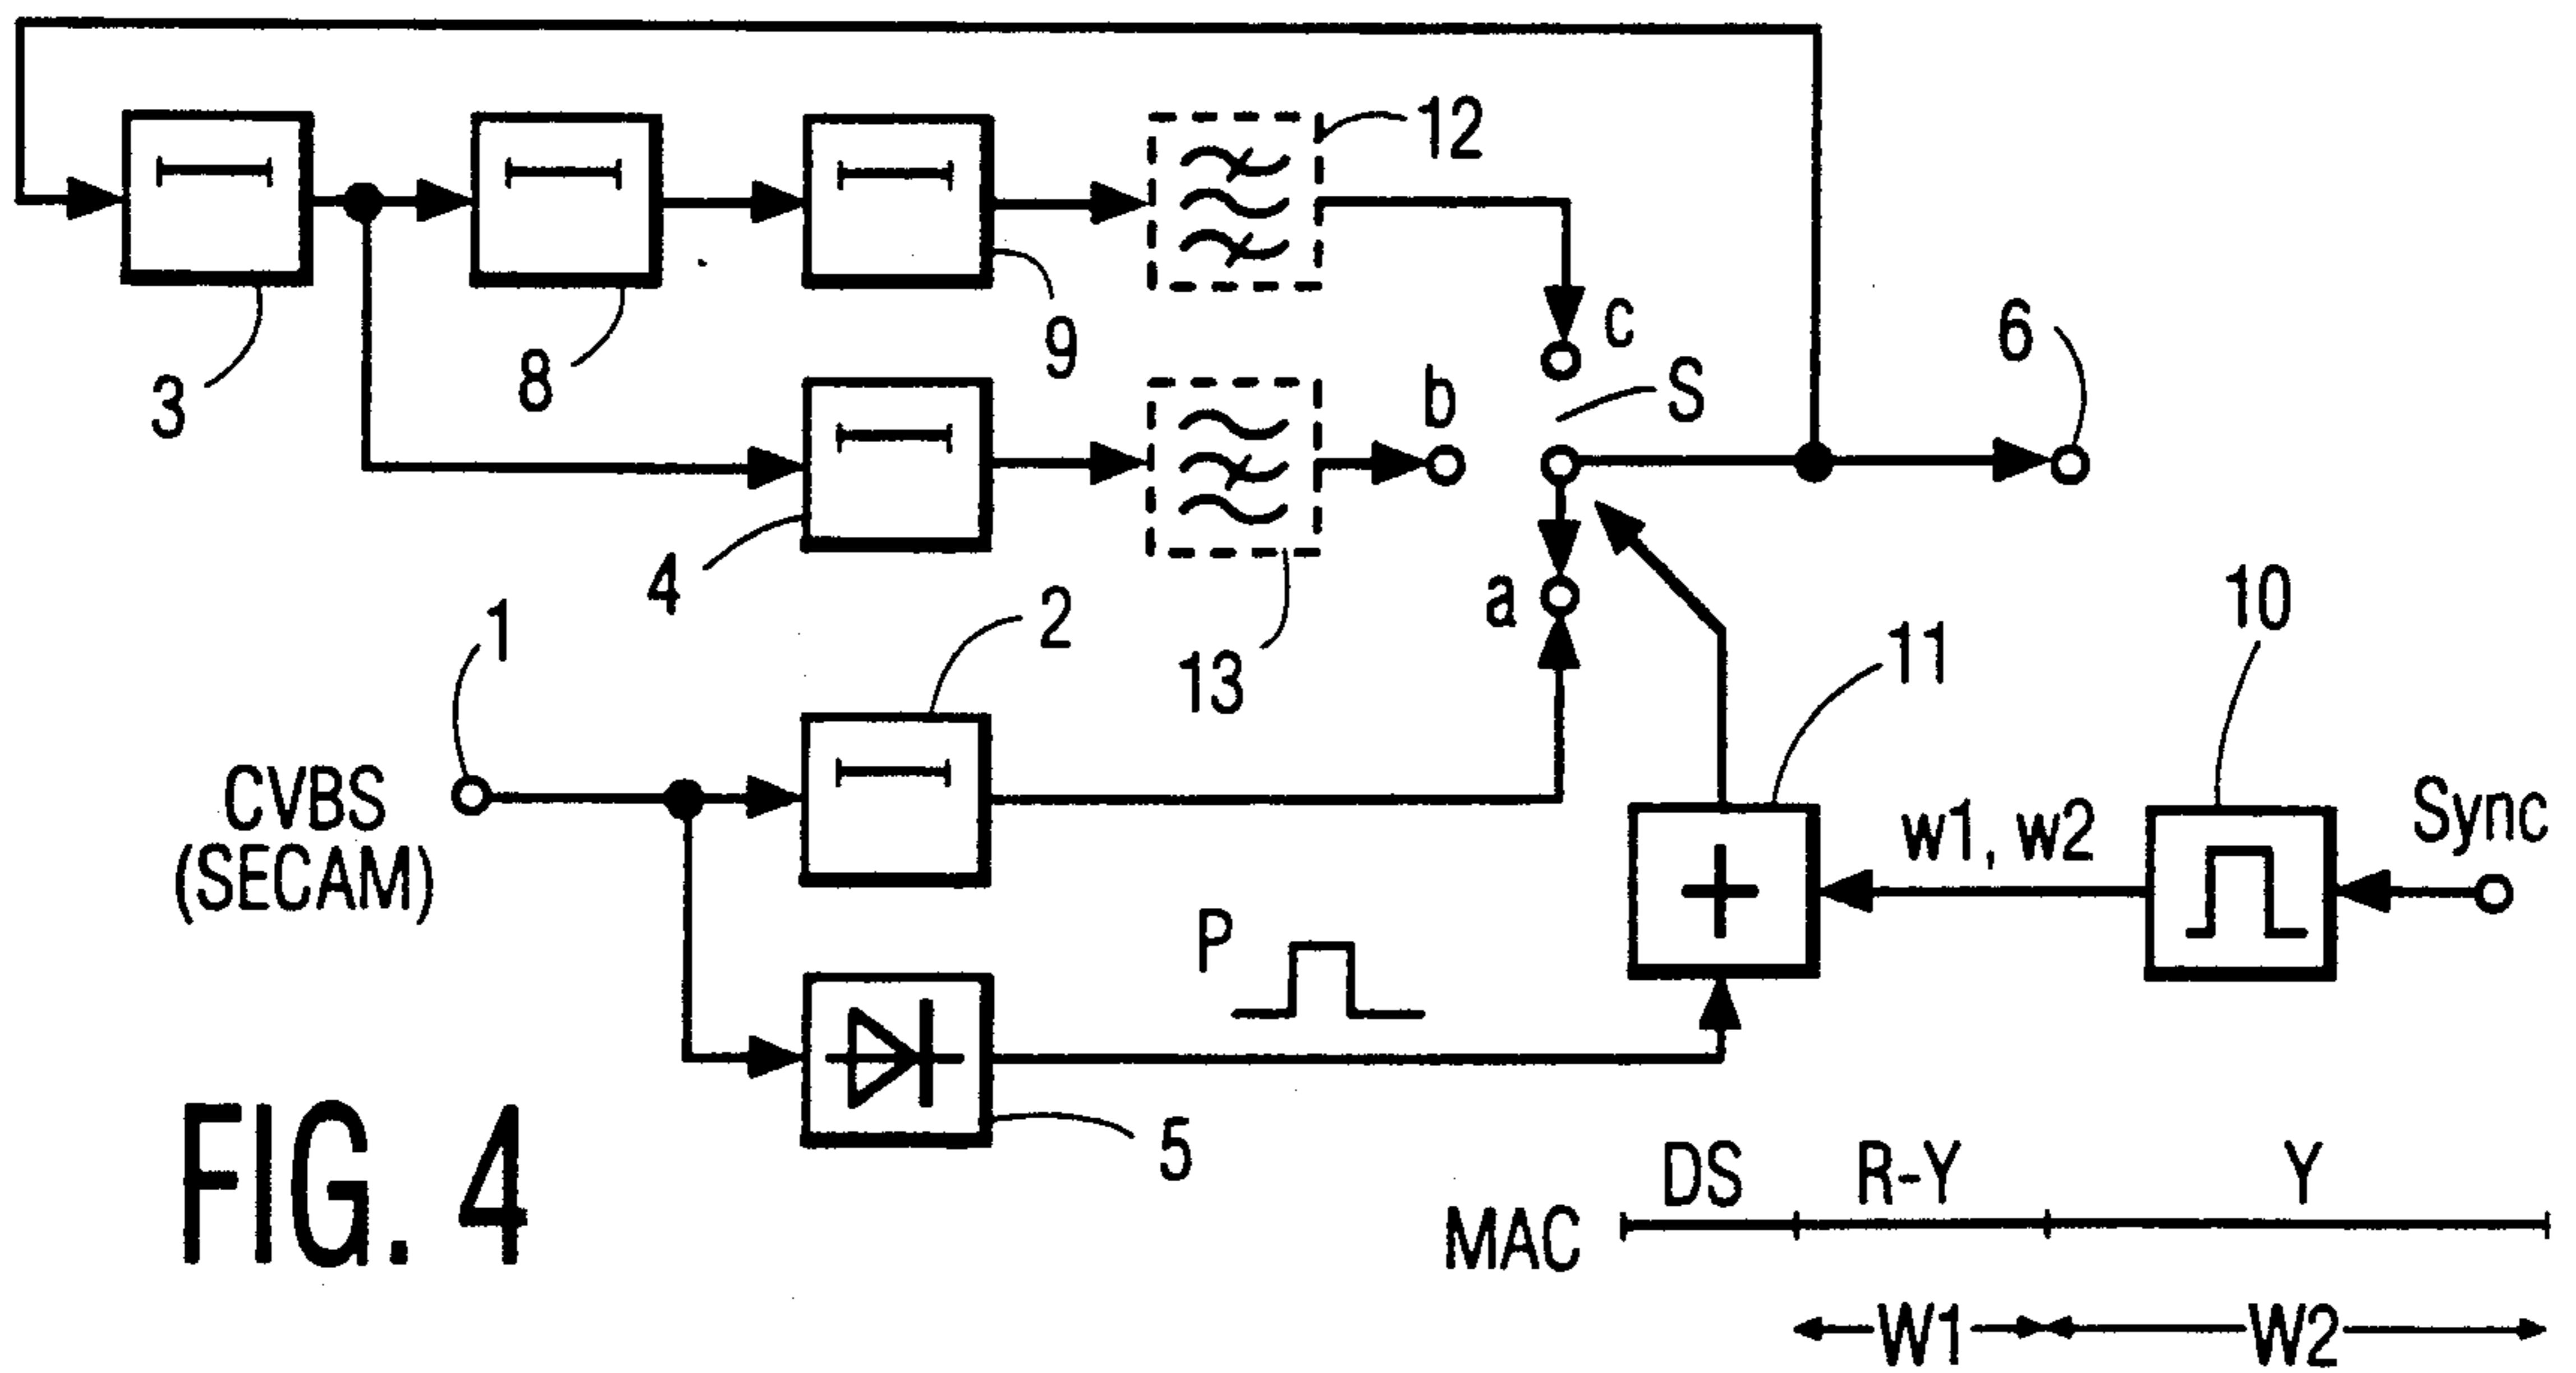 12
c
6
3
8
9
b
S
4
1
2
a
13
11
10
CVBS
(SECAM)
w1, w2
Sync
P
5
FIG. 4
DS R-Y Y
MAC
W1 W2